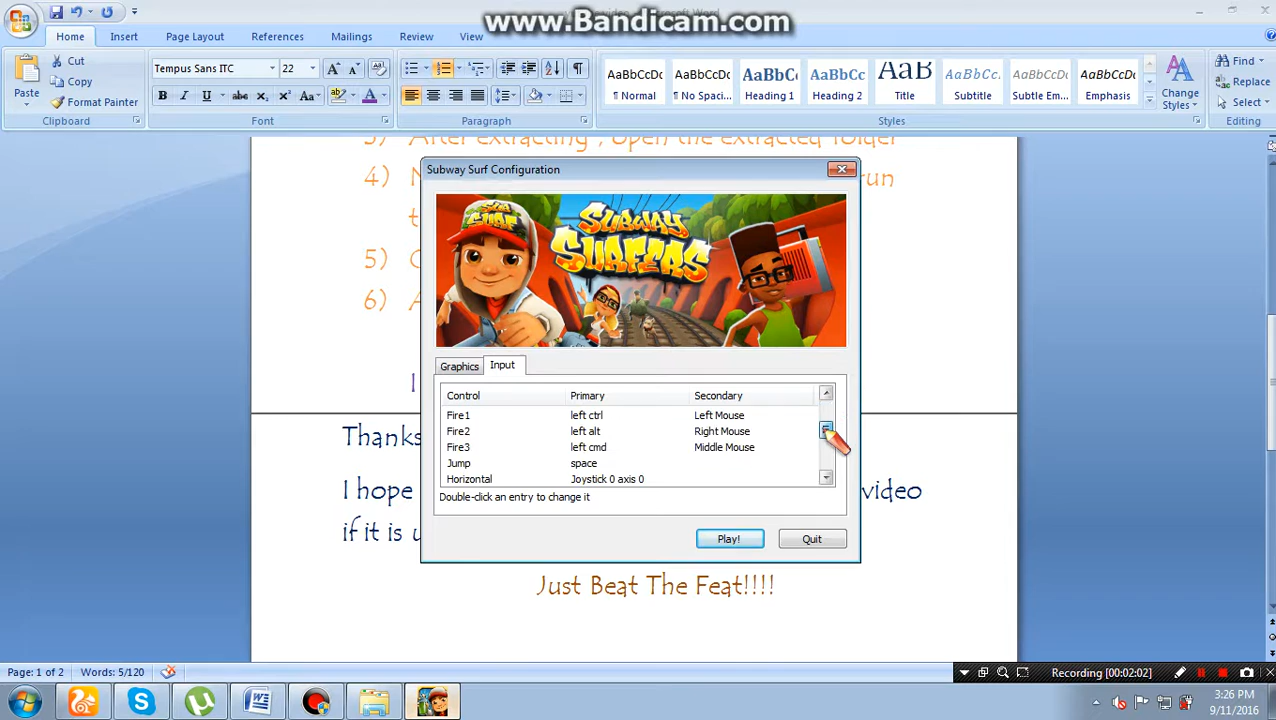 www.Bandicam.com
Microsoft Word
Home Insert Page Layout References Mailings Review View
Paste
Cut
Copy
Format Painter
Clipboard
Tempus Sans ITC 22
Font
Paragraph
AaBbCcDc AaBbCcDc AaBbCc AaBbCc AaB AaBbCc. AaBbCcDc AaBbCcDc
¶ Normal ¶ No Spaci... Heading 1 Heading 2 Title Subtitle Subtle Em... Emphasis
Change Styles
Styles
Find
Replace
Select
Editing
3) After extracting , open the extracted folder
4) N run
t
5)
6) A
I
Thanks
I hope video
if it is u
Just Beat The Feat!!!!
Subway Surf Configuration
SUBWAY SURFERS
SUB SURF
Graphics Input
Control Primary Secondary
Fire1 left ctrl Left Mouse
Fire2 left alt Right Mouse
Fire3 left cmd Middle Mouse
Jump space
Horizontal Joystick 0 axis 0
Double-click an entry to change it
Play! Quit
Page: 1 of 2 Words: 5/120
Recording [00:02:02]
3:26 PM
9/11/2016